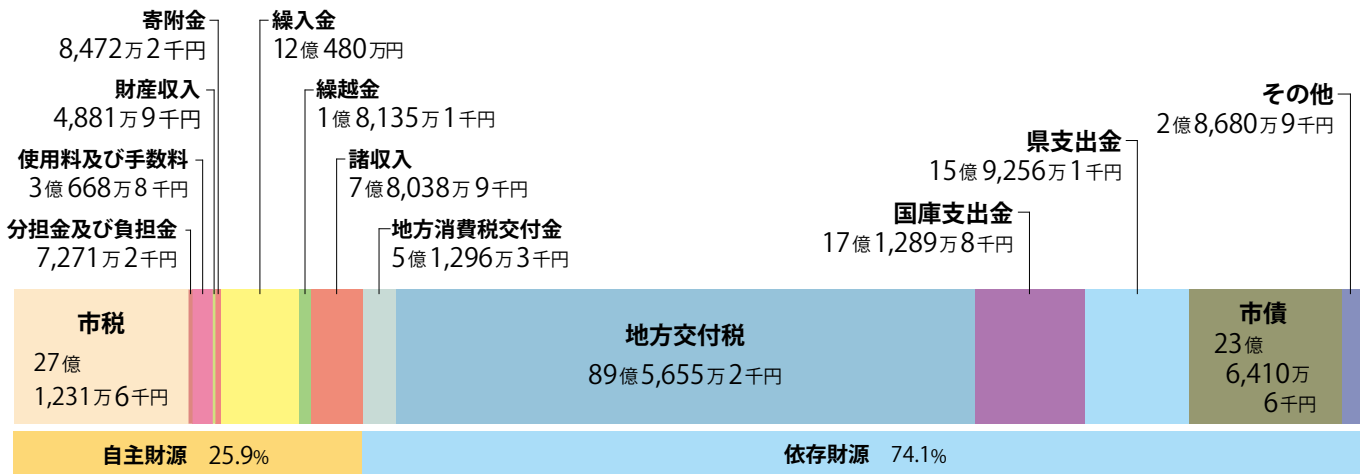 寄附金
8,472万2千円
繰入金
12億480万円
財産収入
4,881万9千円
繰越金
1億8,135万1千円
その他
2億8,680万9千円
使用料及び手数料
3億668万8千円
諸収入
7億8,038万9千円
県支出金
15億9,256万1千円
分担金及び負担金
7,271万2千円
地方消費税交付金
5億1,296万3千円
国庫支出金
17億1,289万8千円
市税
27億
1,231万6千円
地方交付税
89億5,655万2千円
市債
23億
6,410万
6千円
自主財源 25.9%
依存財源 74.1%